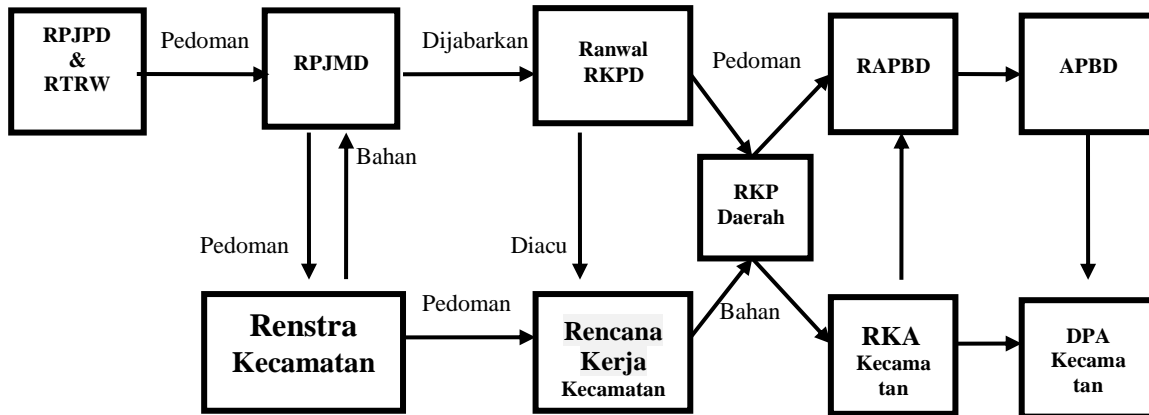 RPJPD
&
RTRW
Pedoman
RPJMD
Dijabarkan
Ranwal
RKPD
Pedoman
RAPBD
APBD
Bahan
RKP
Daerah
Pedoman
Diacu
Renstra
Kecamatan
Pedoman
Rencana
Kerja
Kecamatan
Bahan
RKA
Kecama
tan
DPA
Kecama
tan